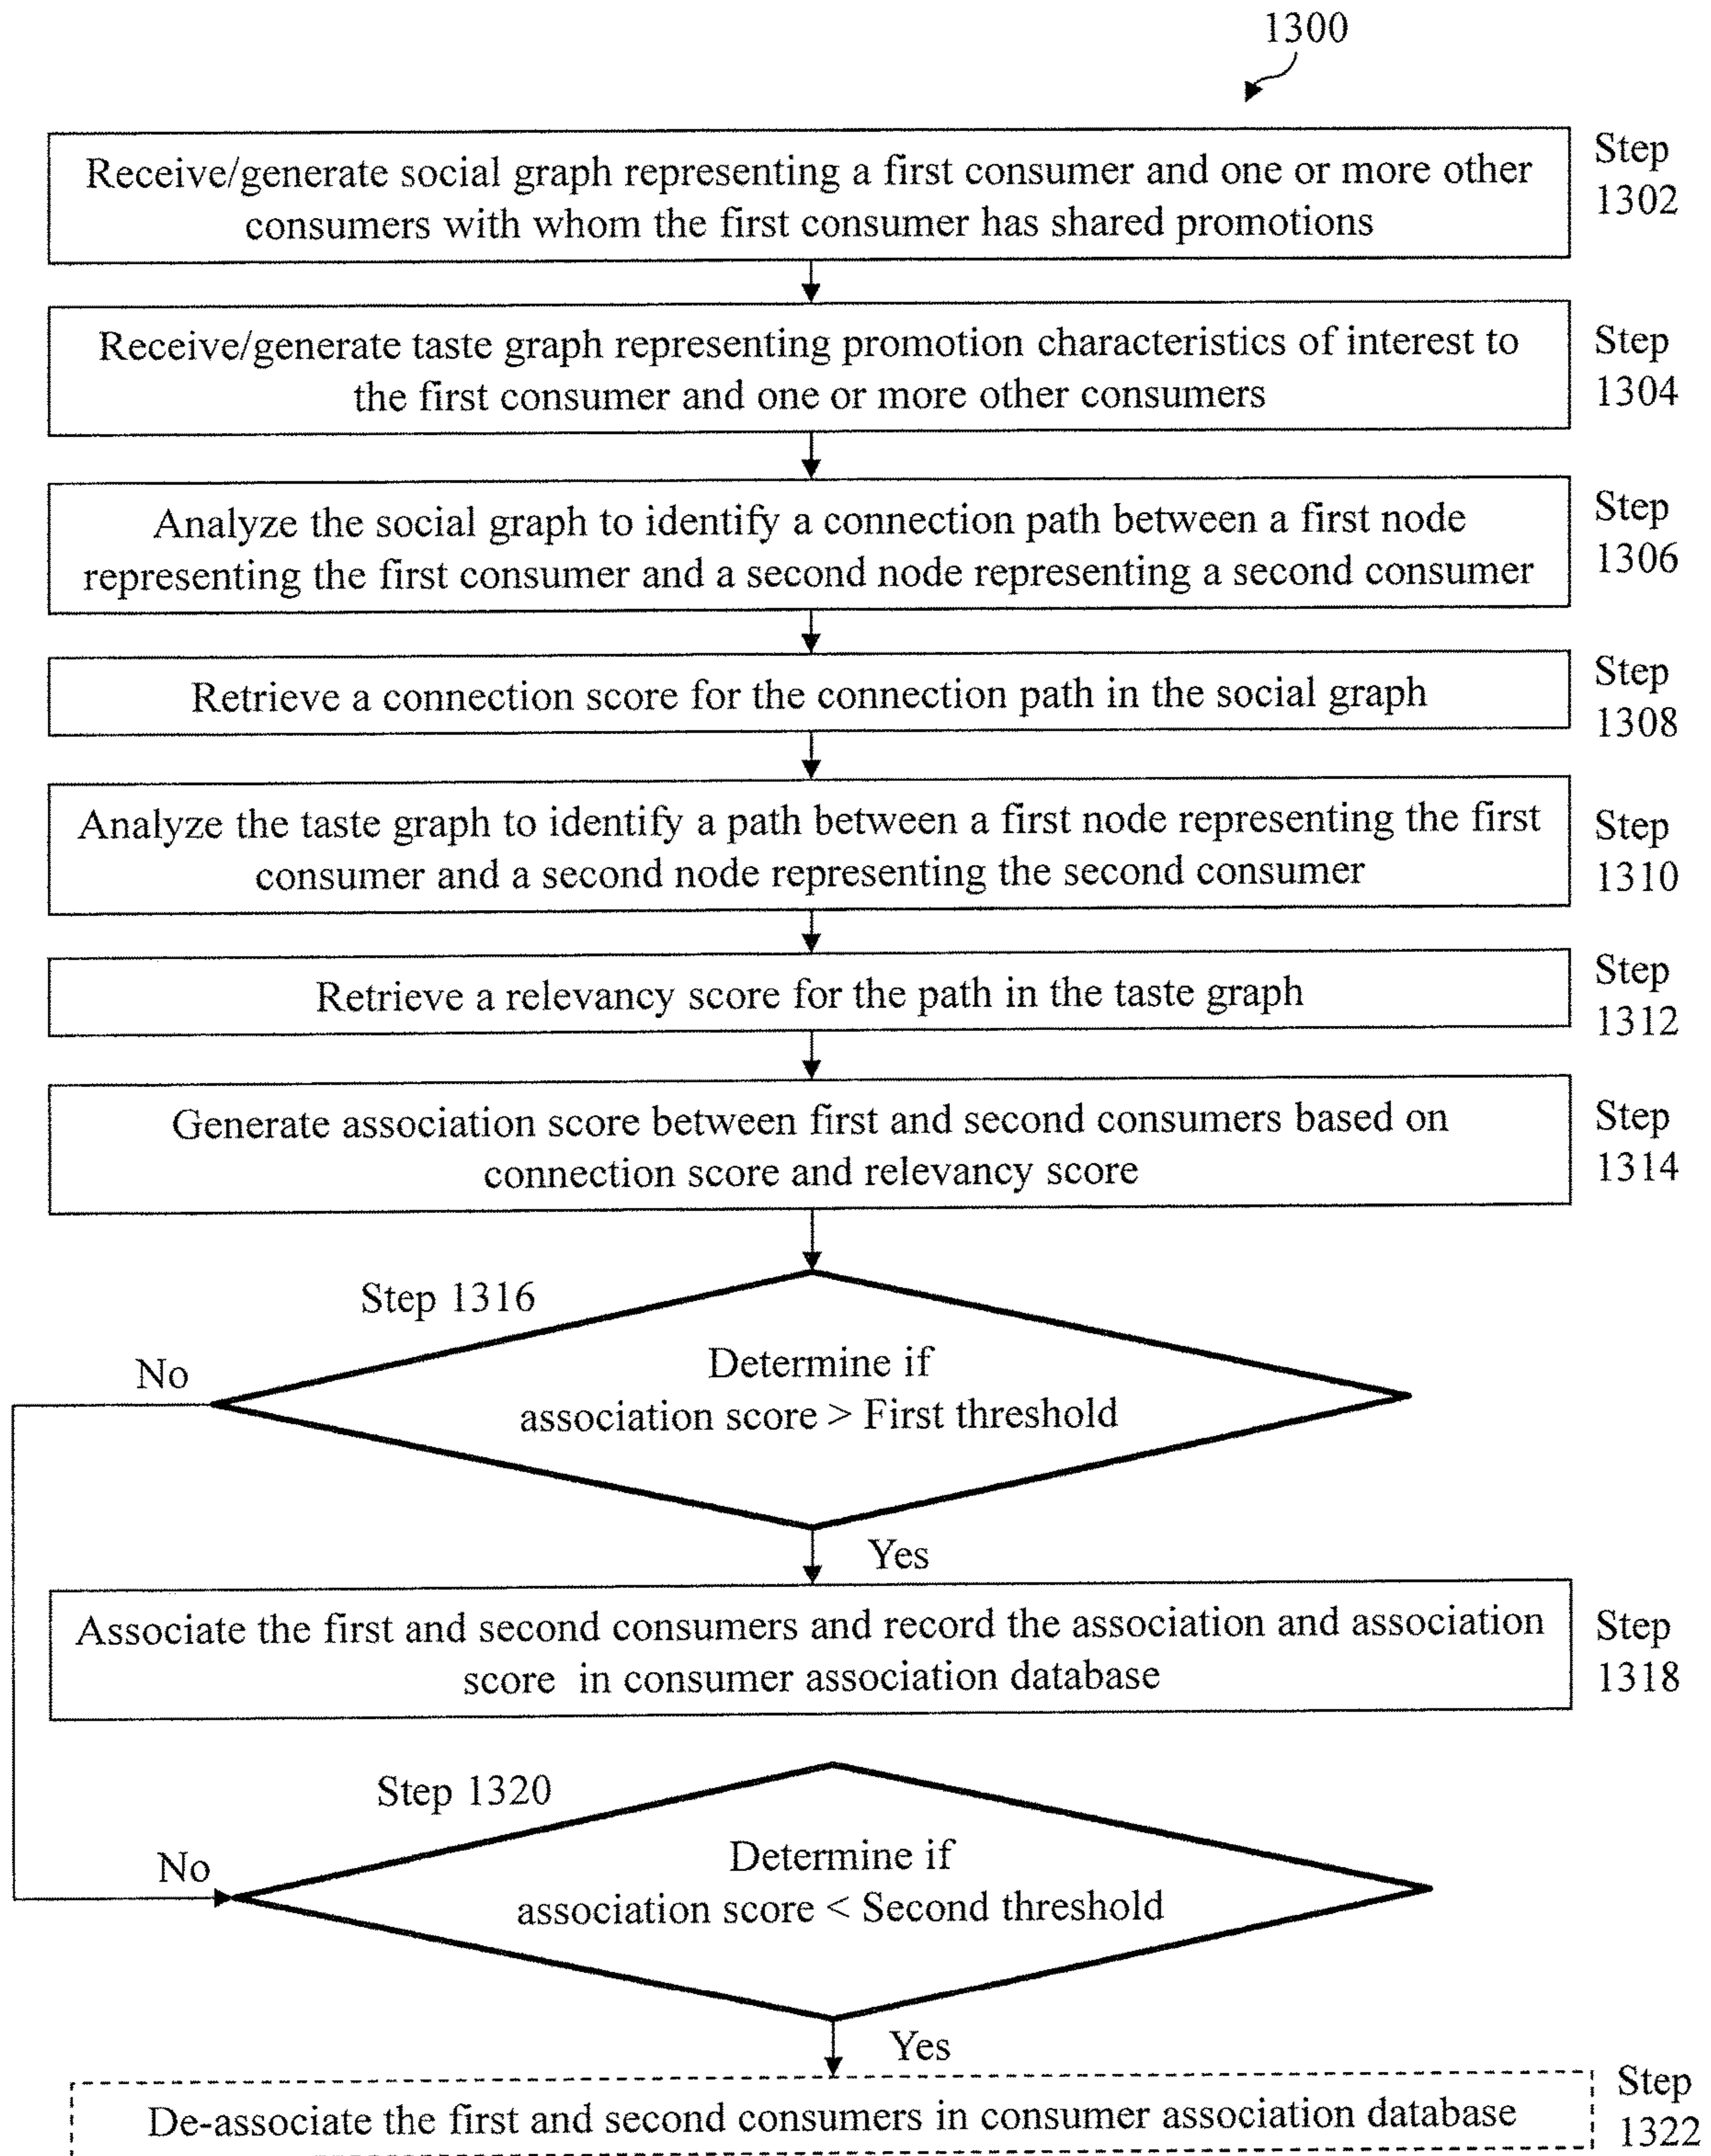 1300
Receive/generate social graph representing a first consumer and one or more other
consumers with whom the first consumer has shared promotions
Step
1302
Receive/generate taste graph representing promotion characteristics of interest to
the first consumer and one or more other consumers
Step
1304
Analyze the social graph to identify a connection path between a first node
representing the first consumer and a second node representing a second consumer
Step
1306
Retrieve a connection score for the connection path in the social graph
Step
1308
Analyze the taste graph to identify a path between a first node representing the first
consumer and a second node representing the second consumer
Step
1310
Retrieve a relevancy score for the path in the taste graph
Step
1312
Generate association score between first and second consumers based on
connection score and relevancy score
Step
1314
Step 1316
No
Determine if
association score > First threshold
Yes
Associate the first and second consumers and record the association and association
score in consumer association database
Step
1318
Step 1320
No
Determine if
association score < Second threshold
Yes
De-associate the first and second consumers in consumer association database
Step
1322